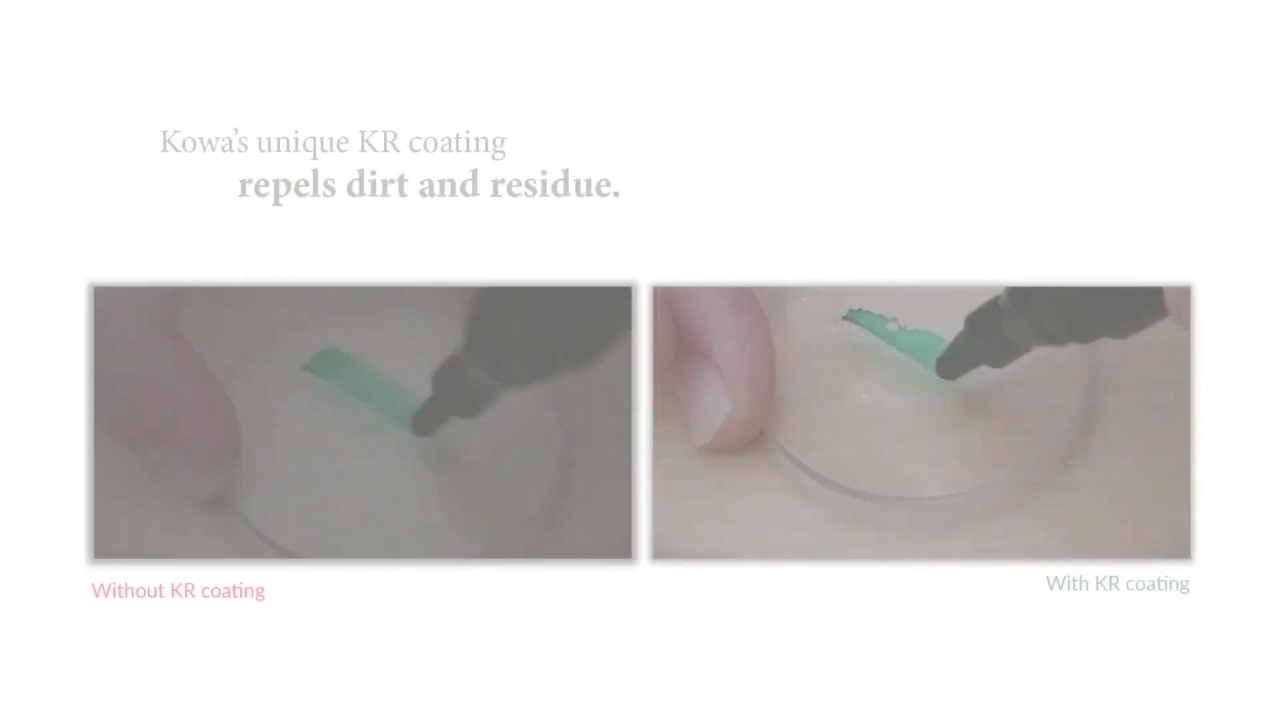 Kowa’s unique KR coating
repels dirt and residue.
Without KR coating
With KR coating